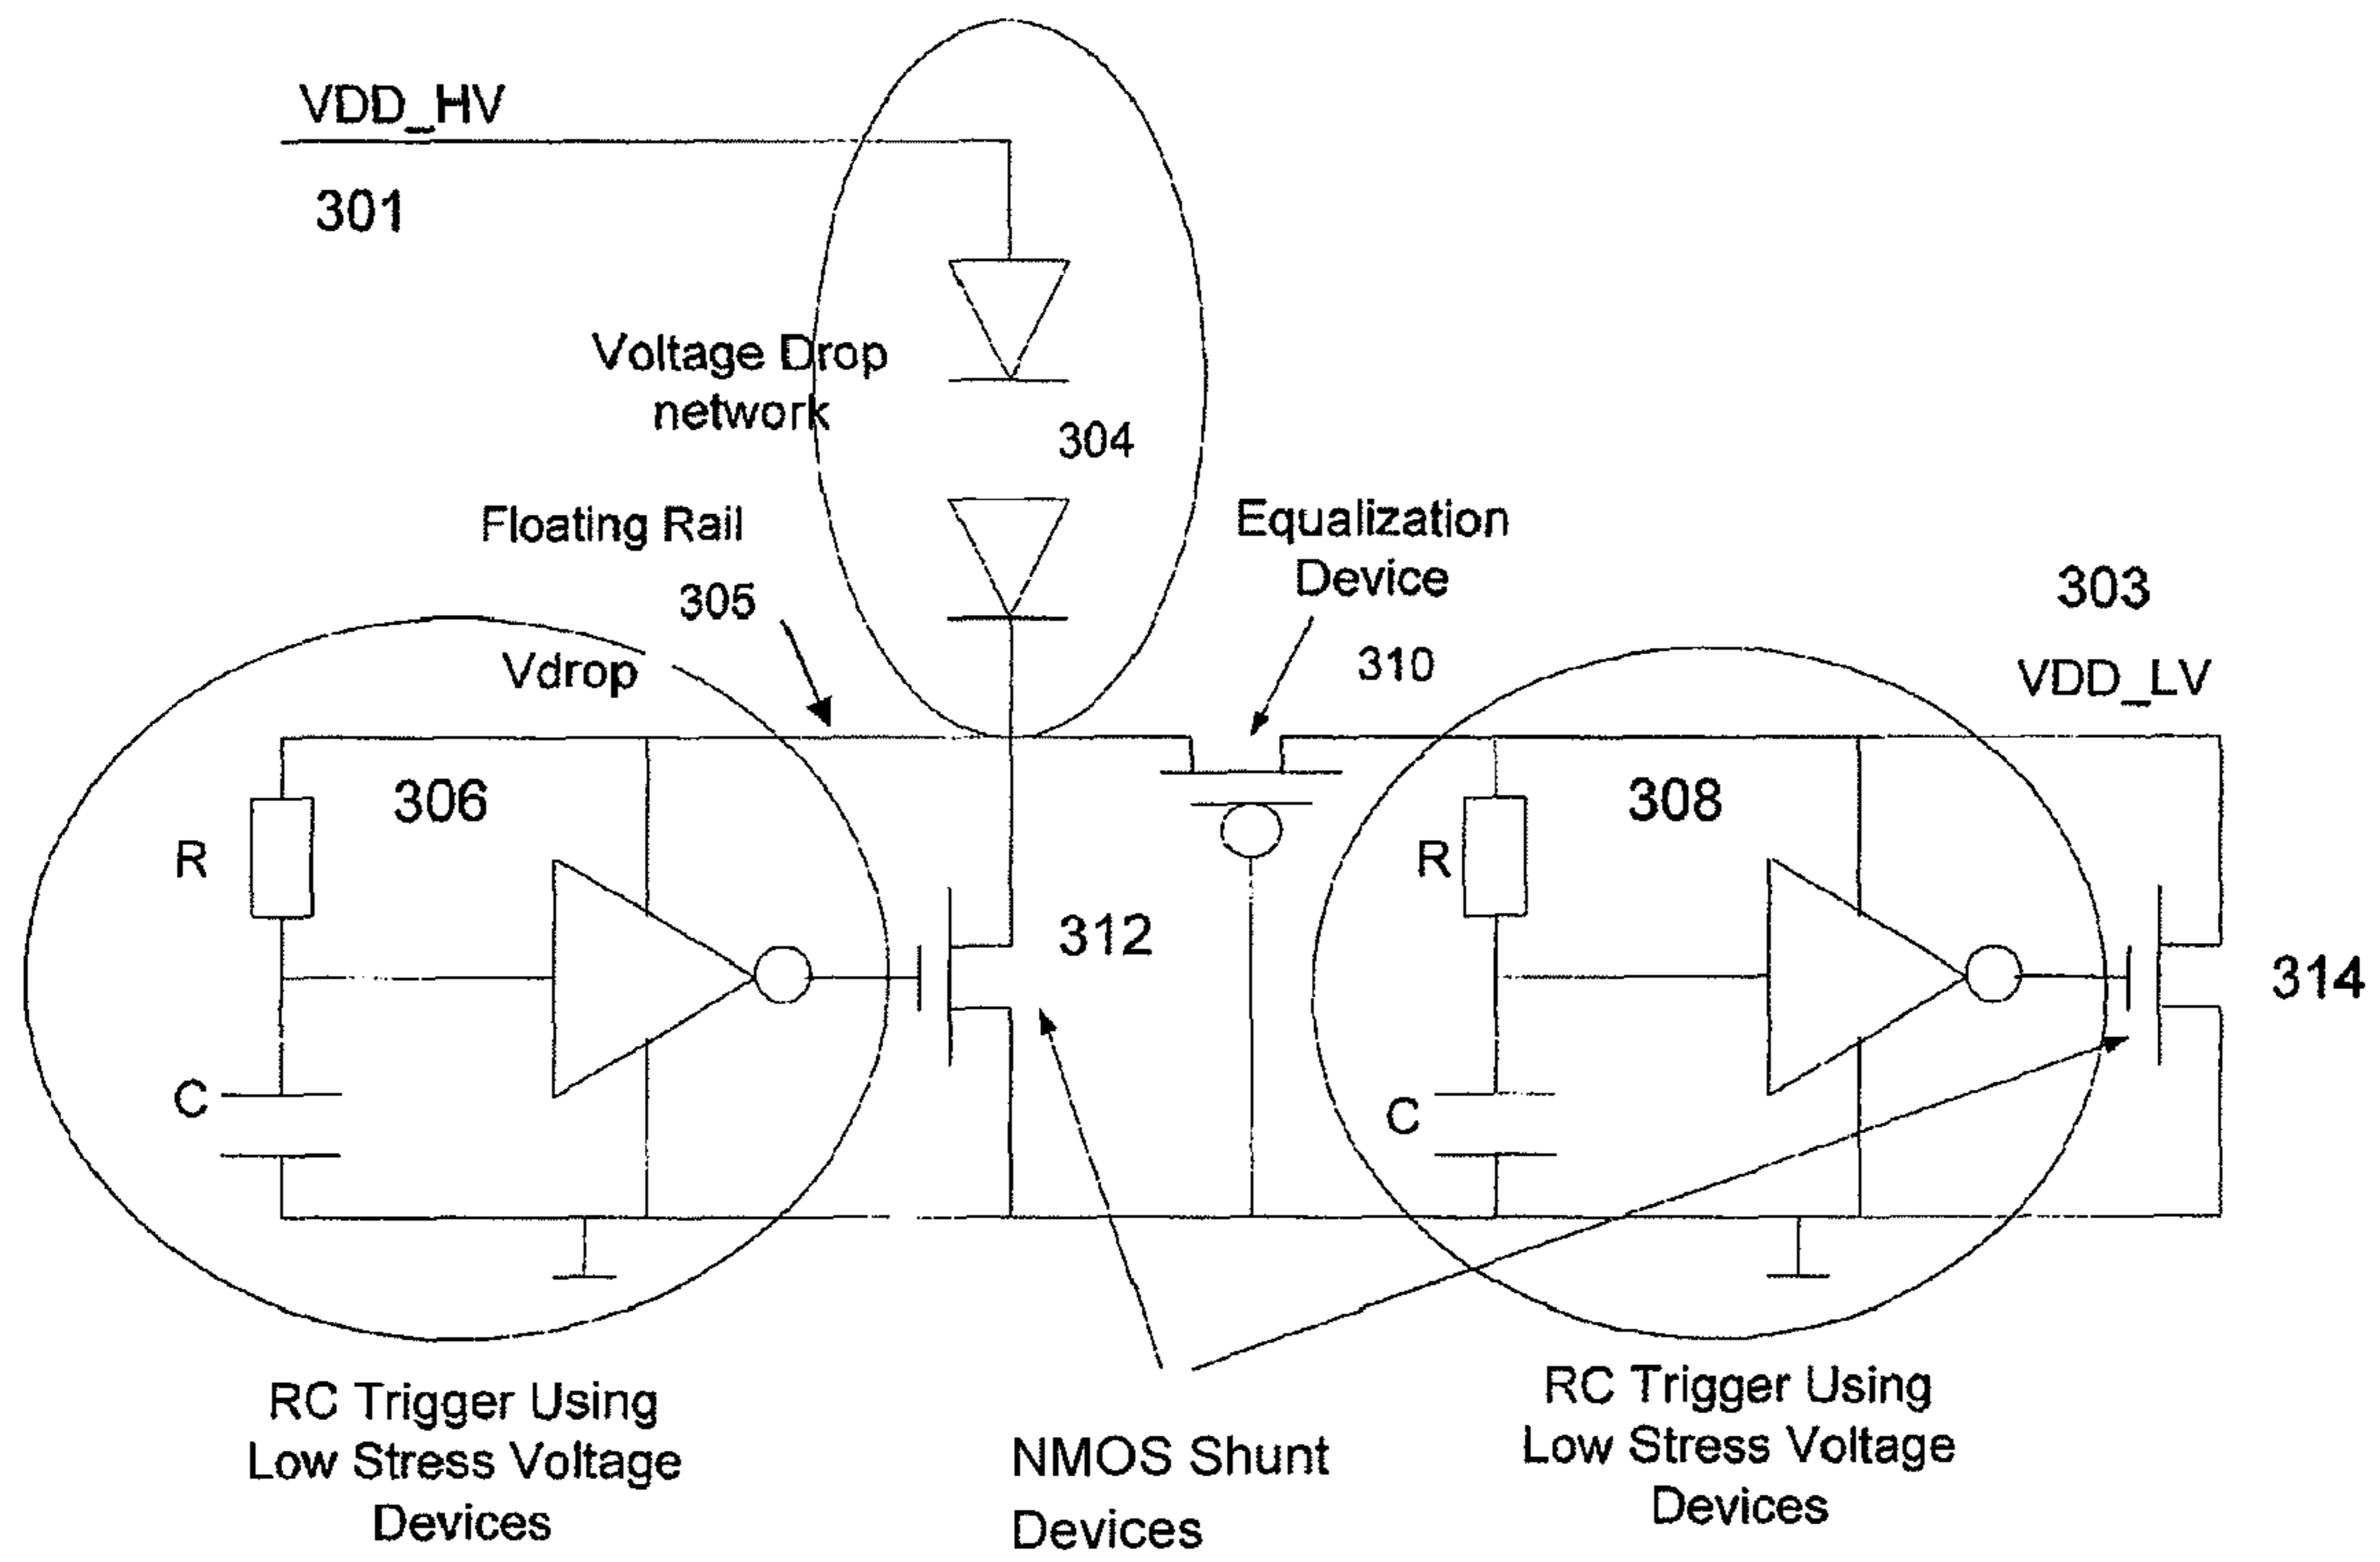 VDD_HV
301
Voltage Drop
network
304
Floating Rail
305
Equalization
Device
310
303
VDD_LV
Vdrop
306
R
C
312
308
R
C
314
RC Trigger Using
Low Stress Voltage
Devices
NMOS Shunt
Devices
RC Trigger Using
Low Stress Voltage
Devices